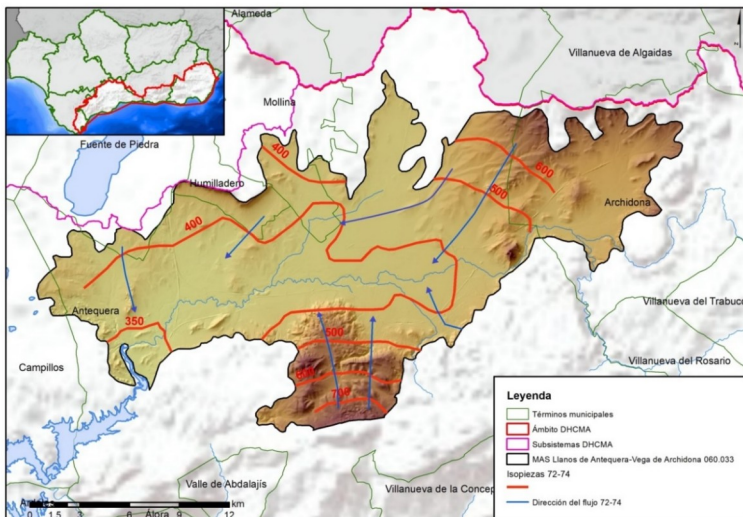 Alameda
Villanueva de Algaidas
Mollina
Fuente de Piedra
Humilladero
400
600
500
Archidona
400
Antequera
350
Villanueva del Trabuco
500
Campillos
Villanueva del Rosario
600
700
Leyenda
Términos municipales
Ámbito DHCMA
Subsistemas DHCMA
MAS Llanos de Antequera-Vega de Archidona 060.033
Isopiezas 72-74
Dirección del flujo 72-74
Valle de Abdalajís
Villanueva de la Concep
Álora
km
0 1,5 3 6 9 12